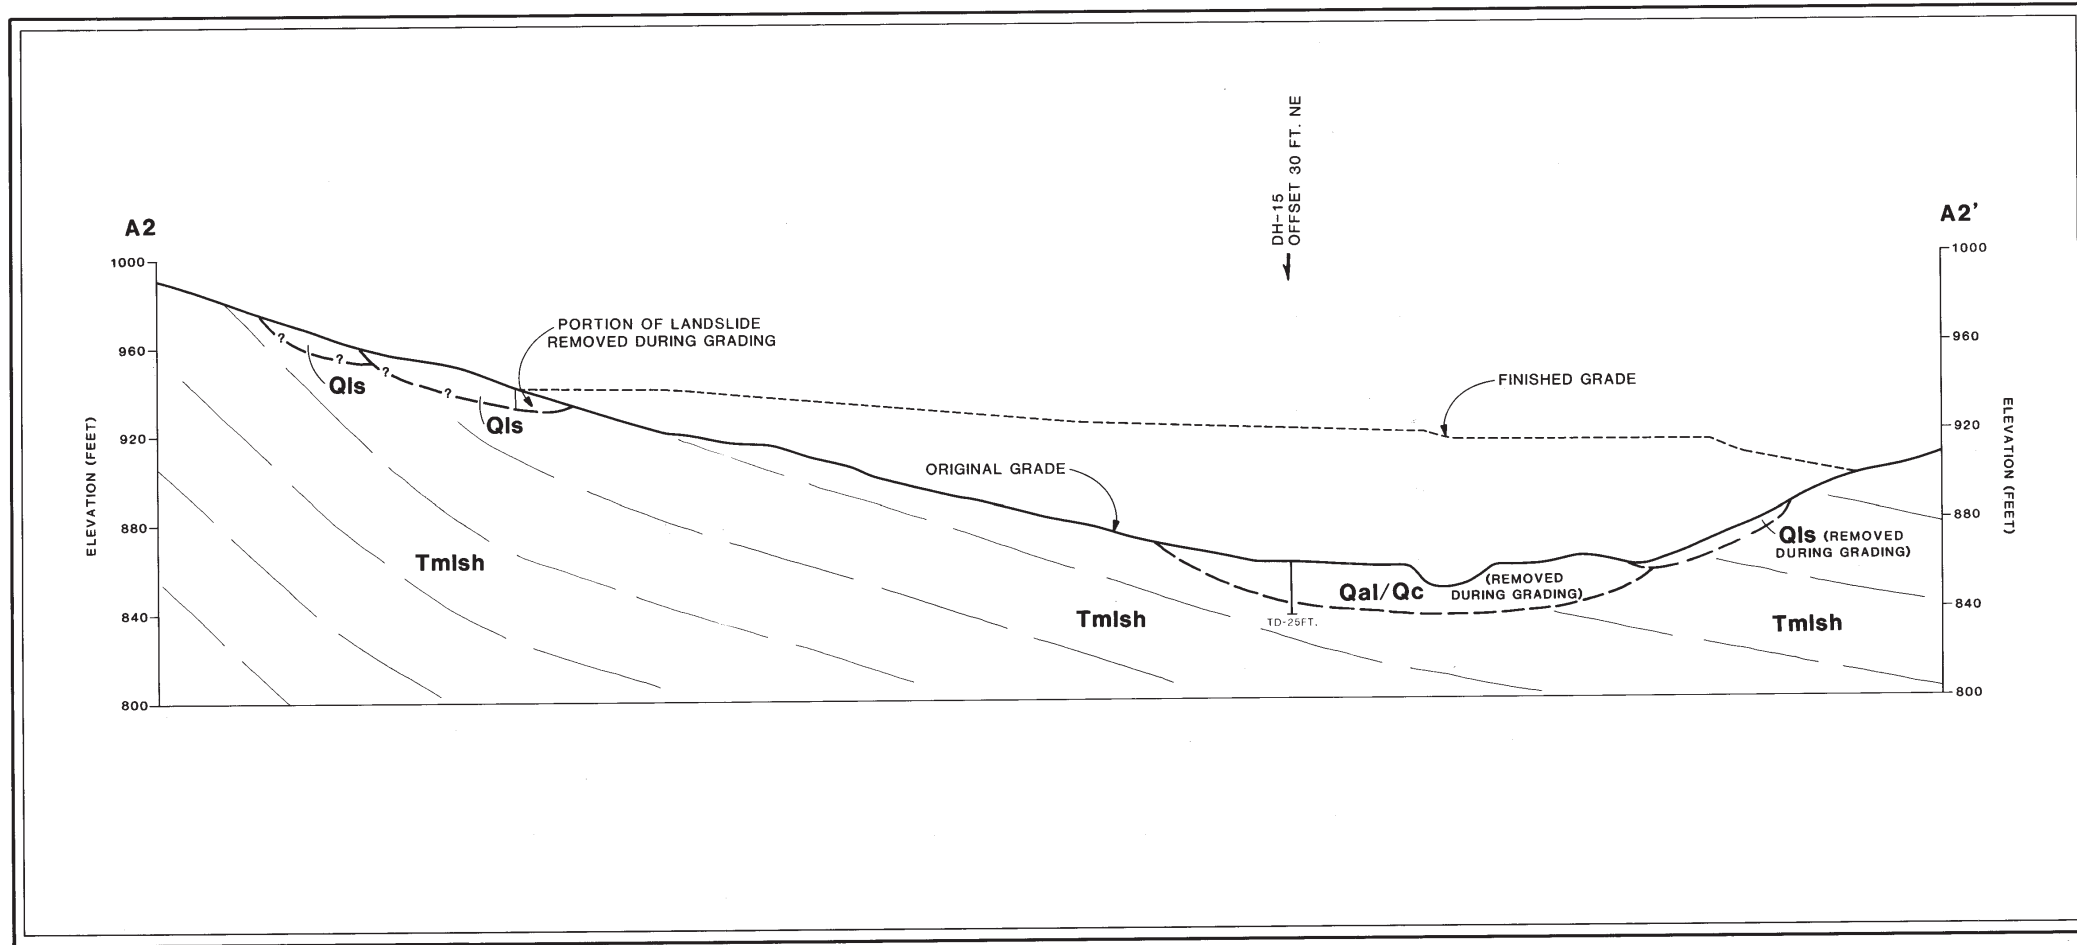 DH-15
OFFSET 30 FT. NE
A2
A2'
1000
1000
PORTION OF LANDSLIDE
REMOVED DURING GRADING
960
960
?
?
?
?
Qls
Qls
FINISHED GRADE
ELEVATION (FEET)
ELEVATION (FEET)
920
920
ORIGINAL GRADE
880
880
Qls (REMOVED
DURING GRADING)
Tmlsh
Qal/Qc
(REMOVED
DURING GRADING)
840
840
Tmlsh
TD-25FT.
Tmlsh
800
800